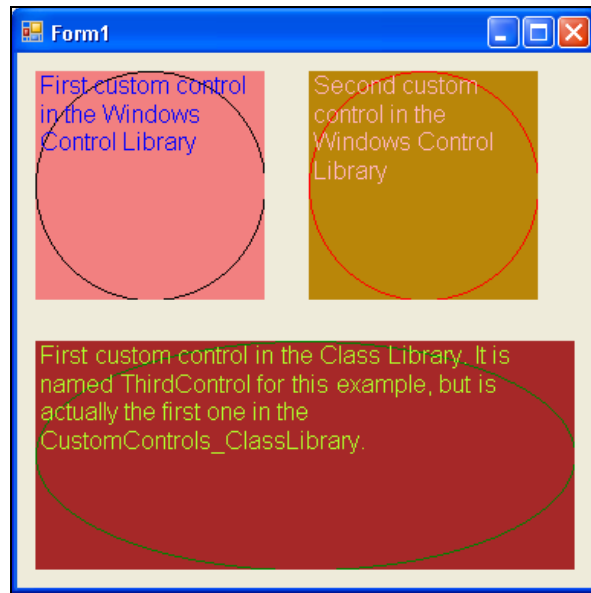 Form1
First custom control
in the Windows
Control Library
Second custom
control in the
Windows Control
Library
First custom control in the Class Library. It is
named ThirdControl for this example, but is
actually the first one in the
CustomControls_ClassLibrary.